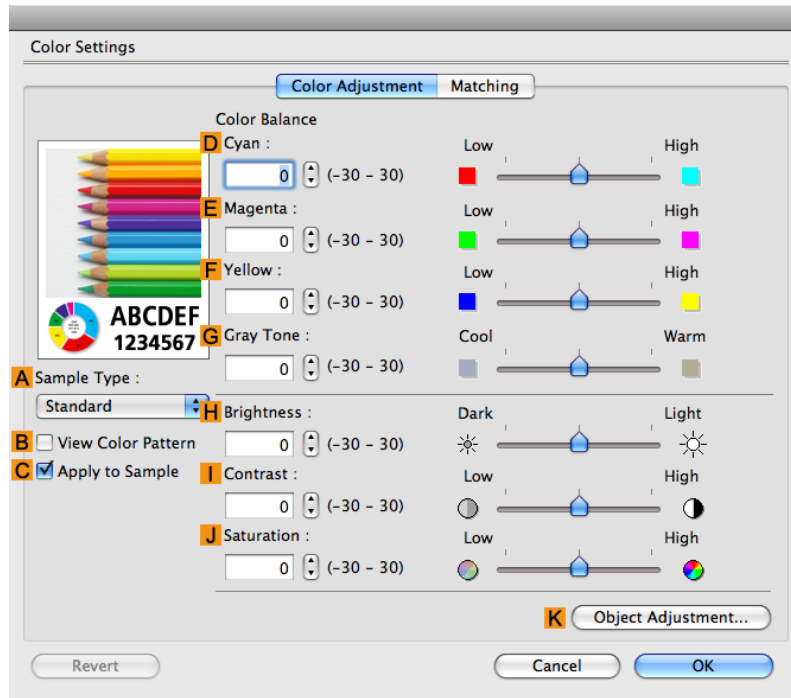 Color Settings
Color Adjustment Matching
Color Balance
D Cyan :
0 (-30 – 30)
Low High
E Magenta :
0 (-30 – 30)
Low High
F Yellow :
0 (-30 – 30)
Low High
G Gray Tone :
0 (-30 – 30)
Cool Warm
ABCDEF
1234567
A Sample Type :
Standard
B View Color Pattern
C Apply to Sample
H Brightness :
0 (-30 – 30)
Dark Light
I Contrast :
0 (-30 – 30)
Low High
J Saturation :
0 (-30 – 30)
Low High
K Object Adjustment...
Revert Cancel OK